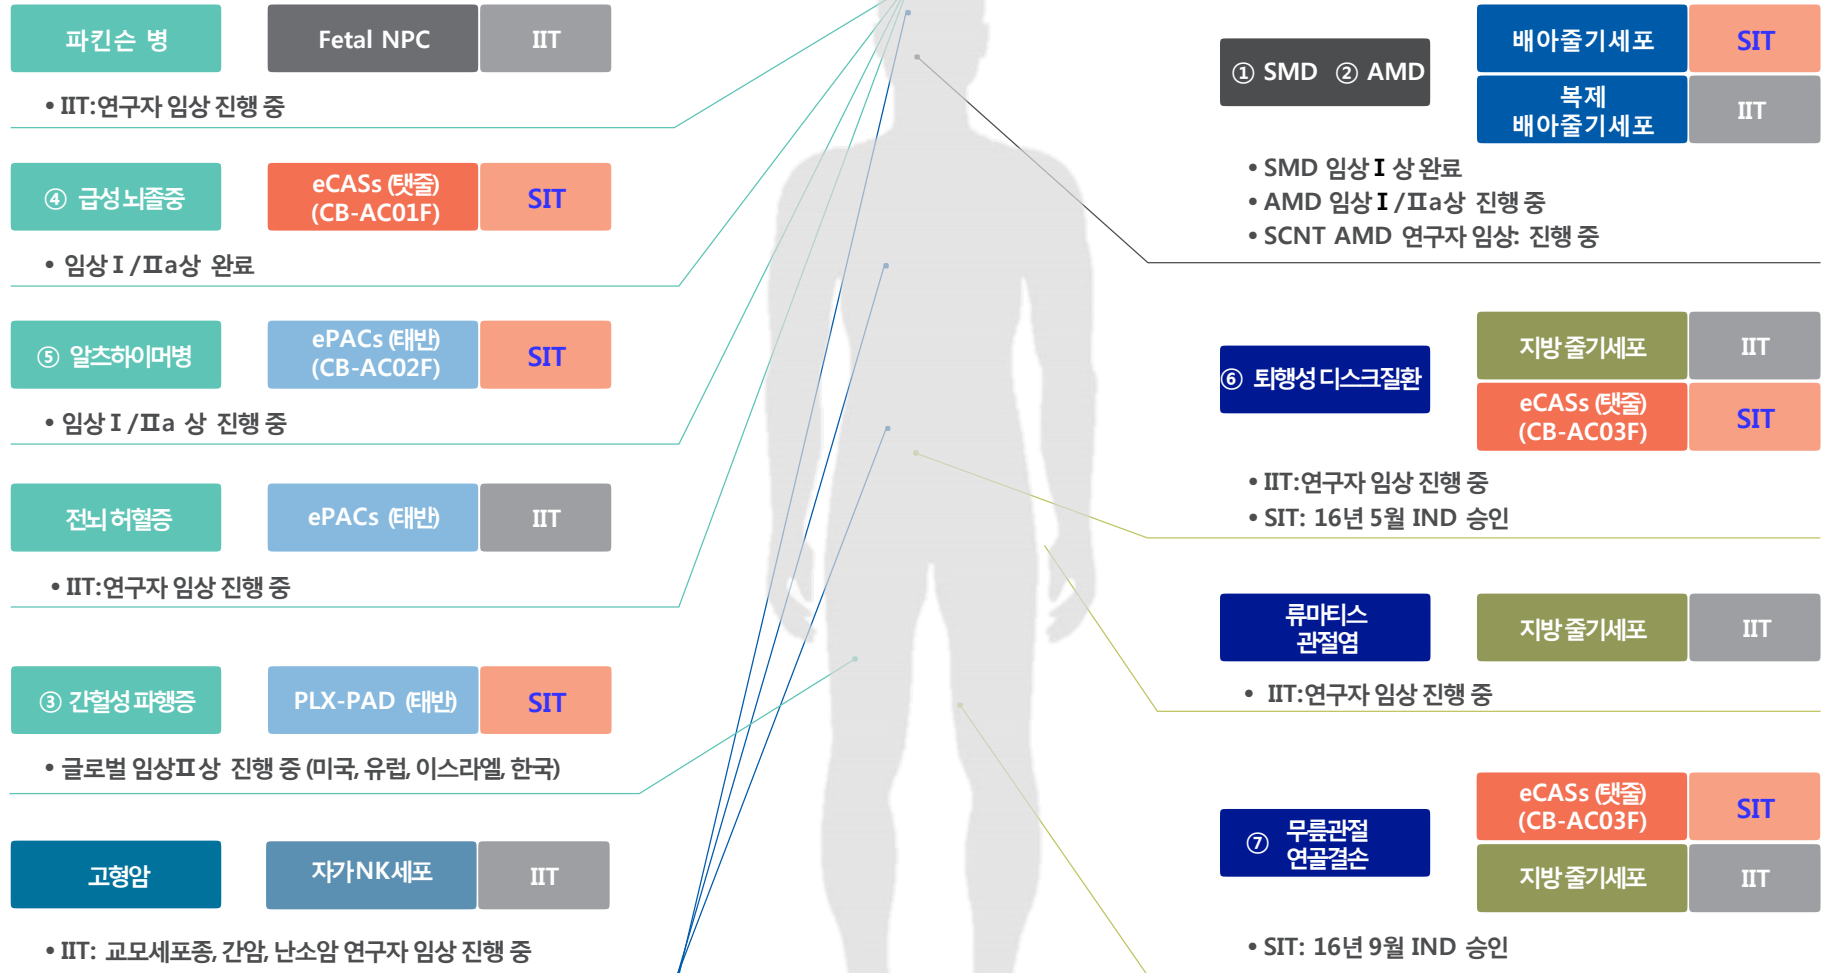 파킨슨 병
Fetal NPC
IIT
• IIT:연구자 임상 진행 중
④ 급성 뇌졸중
eCASs (탯줄)
(CB-AC01F)
SIT
• 임상Ⅰ/Ⅱa상 완료
⑤ 알츠하이머병
ePACs (태반)
(CB-AC02F)
SIT
• 임상Ⅰ/Ⅱa 상 진행 중
전뇌 허혈증
ePACs (태반)
IIT
• IIT:연구자 임상 진행 중
③ 간헐성 파행증
PLX-PAD (태반)
SIT
• 글로벌 임상Ⅱ상 진행 중 (미국, 유럽, 이스라엘, 한국)
고형암
자가NK세포
IIT
• IIT: 교모세포종, 간암, 난소암 연구자 임상 진행 중
① SMD ② AMD
배아줄기세포
SIT
복제
배아줄기세포
IIT
• SMD 임상Ⅰ상 완료
• AMD 임상Ⅰ/Ⅱa상 진행 중
• SCNT AMD 연구자 임상: 진행 중
⑥ 퇴행성 디스크질환
지방 줄기세포
IIT
eCASs (탯줄)
(CB-AC03F)
SIT
• IIT:연구자 임상 진행 중
• SIT: 16년 5월 IND 승인
류마티스
관절염
지방 줄기세포
IIT
• IIT:연구자 임상 진행 중
⑦ 무릎관절
연골결손
eCASs (탯줄)
(CB-AC03F)
SIT
지방 줄기세포
IIT
• SIT: 16년 9월 IND 승인